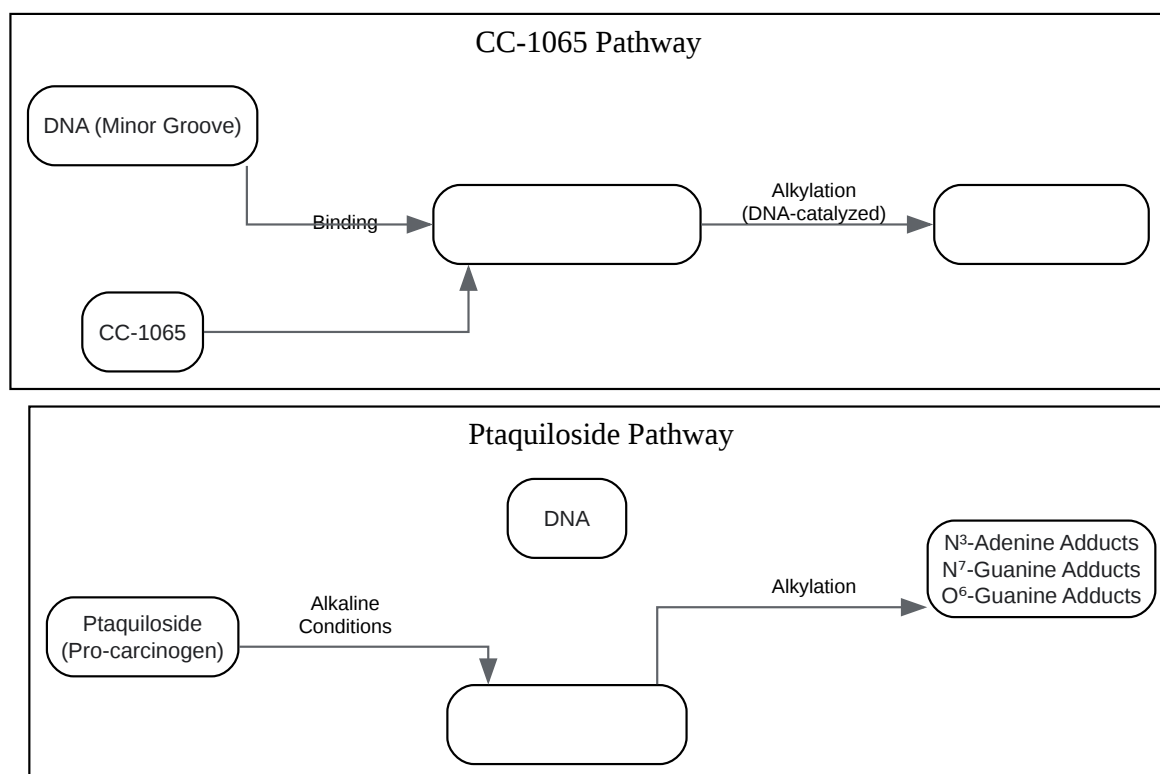 CC-1065 Pathway
DNA (Minor Groove)
Binding
Alkylation
(DNA-catalyzed)
CC-1065
Ptaquiloside Pathway
DNA
N³-Adenine Adducts
N⁷-Guanine Adducts
O⁶-Guanine Adducts
Alkylation
Alkaline
Conditions
Ptaquiloside
(Pro-carcinogen)